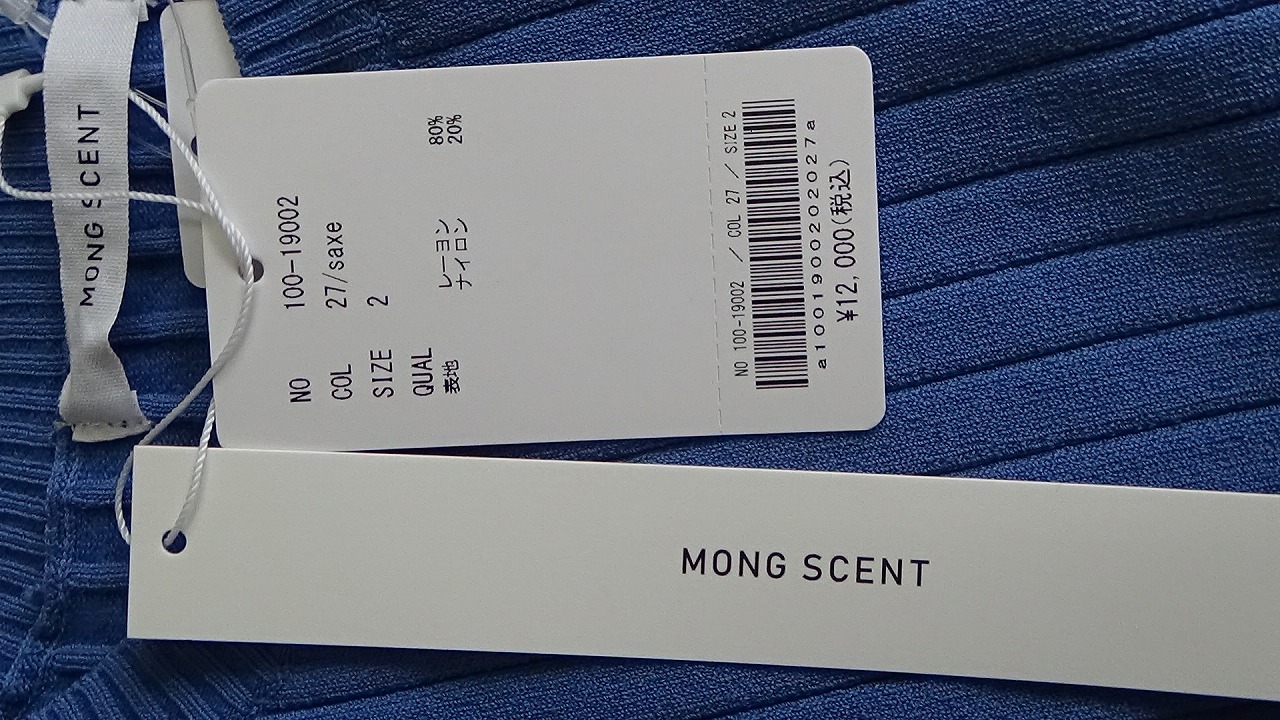 MONG SCENT
NO 100-19002
COL 27/saxe
SIZE 2
QUAL
表地 レーヨン 80%
ナイロン 20%
NO 100-19002 / COL 27 / SIZE 2
a1001900202027a
¥12,000(税込)
MONG SCENT